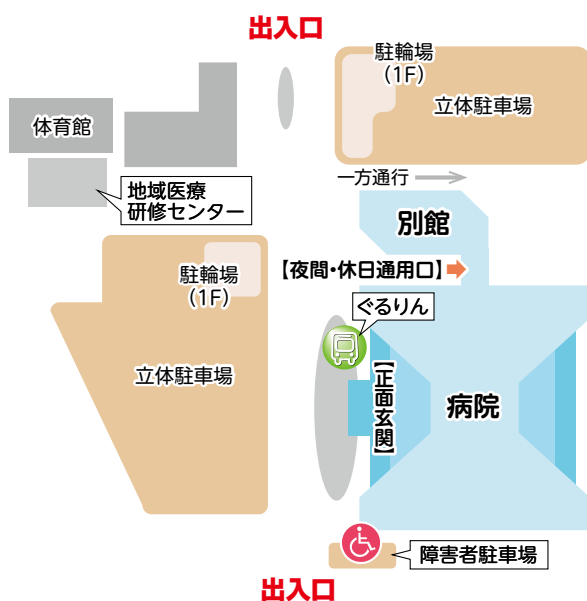 出入口
駐輪場
(1F)
立体駐車場
体育館
一方通行
地域医療
研修センター
別館
【夜間・休日通用口】
駐輪場
(1F)
ぐるりん
立体駐車場
【正面玄関】
病院
障害者駐車場
出入口